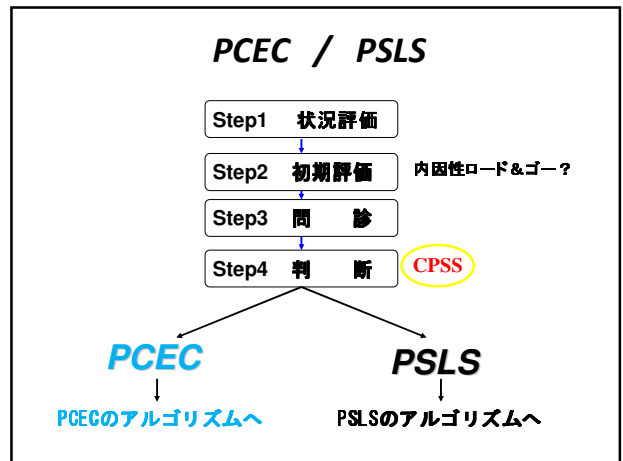 PCEC / PSLS
Step1 状況評価
Step2 初期評価 内因性ロード&ゴー?
Step3 問 診
Step4 判 断 CPSS
PCEC PSLS
PCECのアルゴリズムへ PSLSのアルゴリズムへ